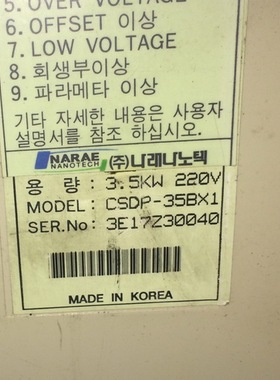 5. OVER VOLTAGE
6. OFFSET 이상
7. LOW VOLTAGE
8. 회생부이상
9. 파라메타 이상
기타 자세한 내용은 사용자
설명서를 참조 하십시요
NARAE NANOTECH (주)나래나노텍
용 량 : 3.5KW 220V
MODEL: CSDP-35BX1
SER.No: 3E17Z30040
MADE IN KOREA